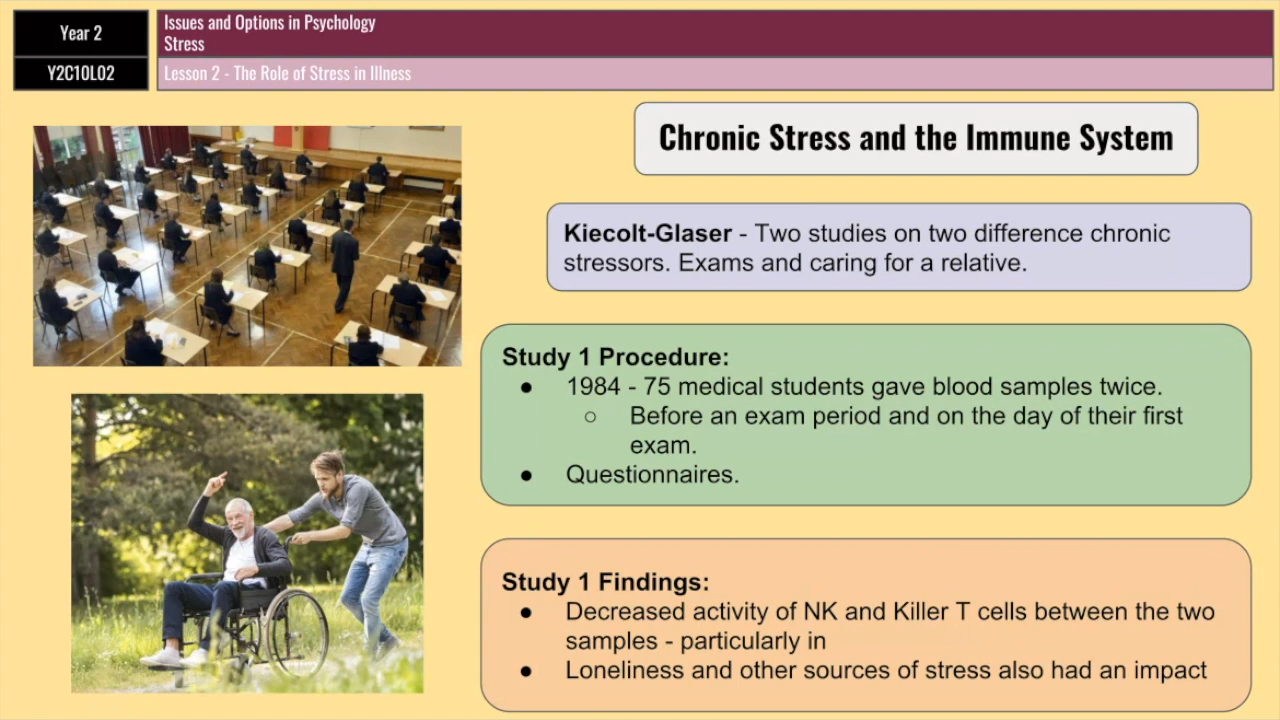 Year 2
Issues and Options in Psychology
Stress
Y2C10L02
Lesson 2 - The Role of Stress in Illness
Chronic Stress and the Immune System
Kiecolt-Glaser - Two studies on two difference chronic
stressors. Exams and caring for a relative.
Study 1 Procedure:
● 1984 - 75 medical students gave blood samples twice.
○ Before an exam period and on the day of their first
exam.
● Questionnaires.
Study 1 Findings:
● Decreased activity of NK and Killer T cells between the two
samples - particularly in
● Loneliness and other sources of stress also had an impact